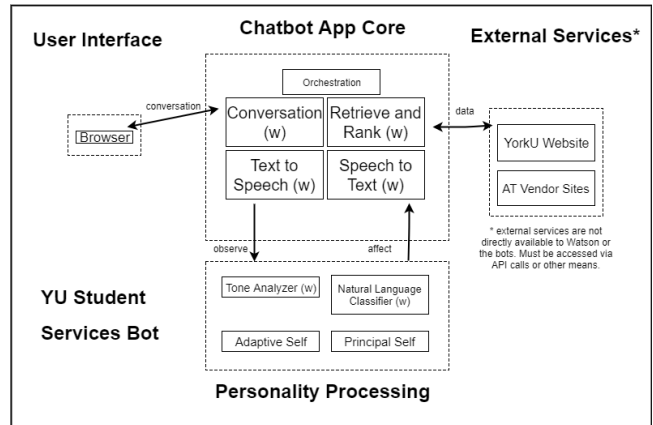 User Interface
Chatbot App Core
External Services*
Orchestration
conversation
Browser
Conversation
(w)
Retrieve and
Rank (w)
Text to
Speech (w)
Speech to
Text (w)
data
YorkU Website
AT Vendor Sites
* external services are not
directly available to Watson or
the bots. Must be accessed via
API calls or other means.
observe
affect
YU Student
Services Bot
Tone Analyzer (w)
Natural Language
Classifier (w)
Adaptive Self
Principal Self
Personality Processing